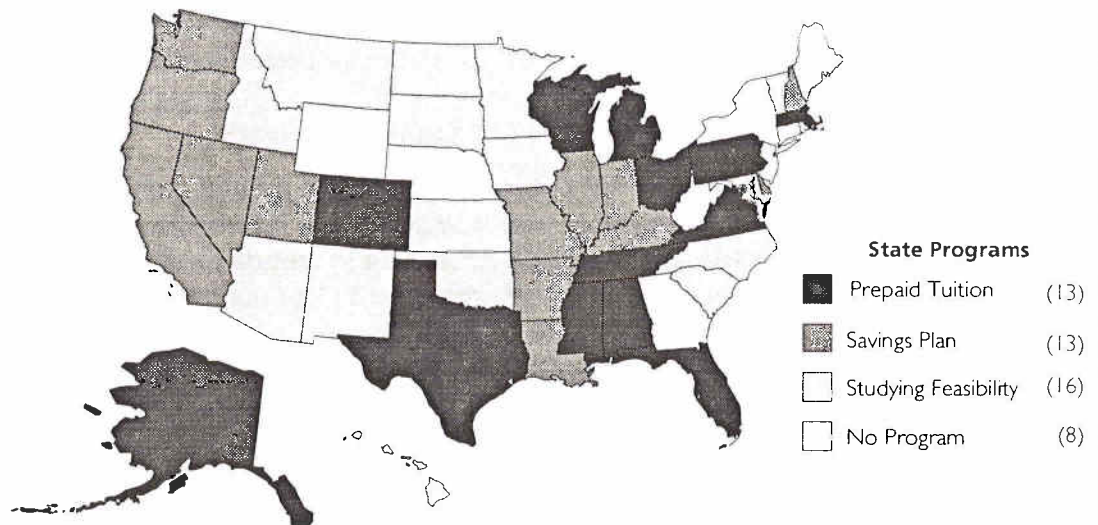 State Programs
Prepaid Tuition (13)
Savings Plan (13)
Studying Feasibility (16)
No Program (8)